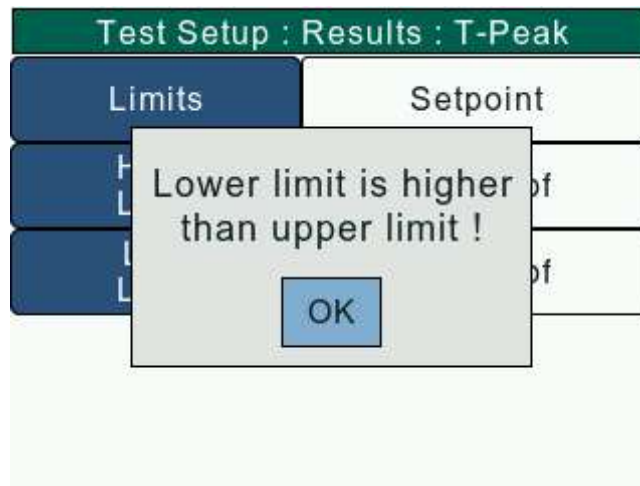 Test Setup : Results : T-Peak
Limits Setpoint
Lower limit is higher
than upper limit !
OK